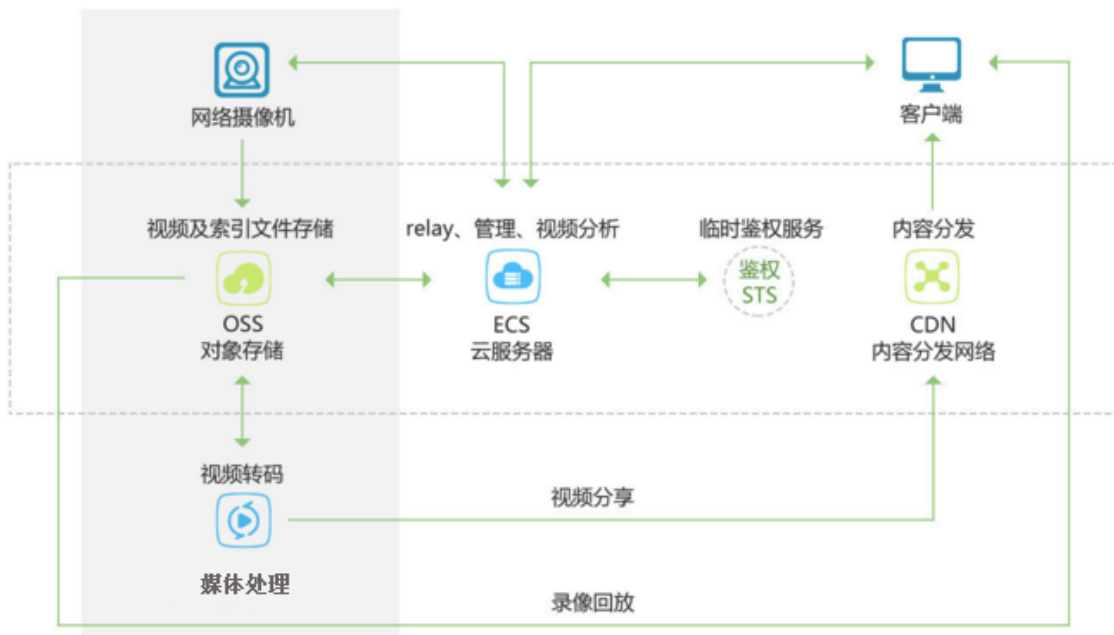 网络摄像机
客户端
视频及索引文件存储
relay、管理、视频分析
临时鉴权服务
内容分发
鉴权
STS
OSS
对象存储
ECS
云服务器
CDN
内容分发网络
视频转码
视频分享
媒体处理
录像回放